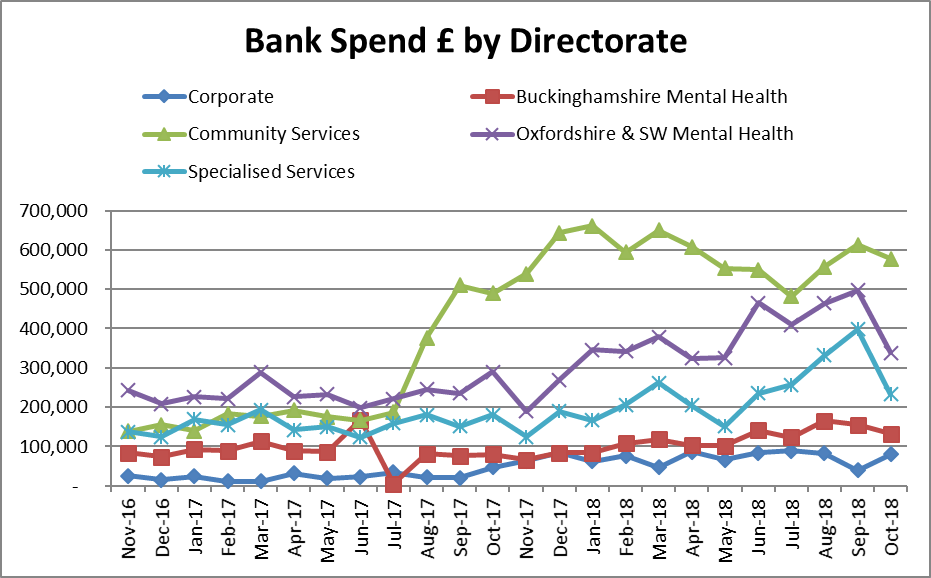 Bank Spend £ by Directorate
Corporate
Buckinghamshire Mental Health
Community Services
Oxfordshire & SW Mental Health
Specialised Services
700,000
600,000
500,000
400,000
300,000
200,000
100,000
-
Nov-16
Dec-16
Jan-17
Feb-17
Mar-17
Apr-17
May-17
Jun-17
Jul-17
Aug-17
Sep-17
Oct-17
Nov-17
Dec-17
Jan-18
Feb-18
Mar-18
Apr-18
May-18
Jun-18
Jul-18
Aug-18
Sep-18
Oct-18